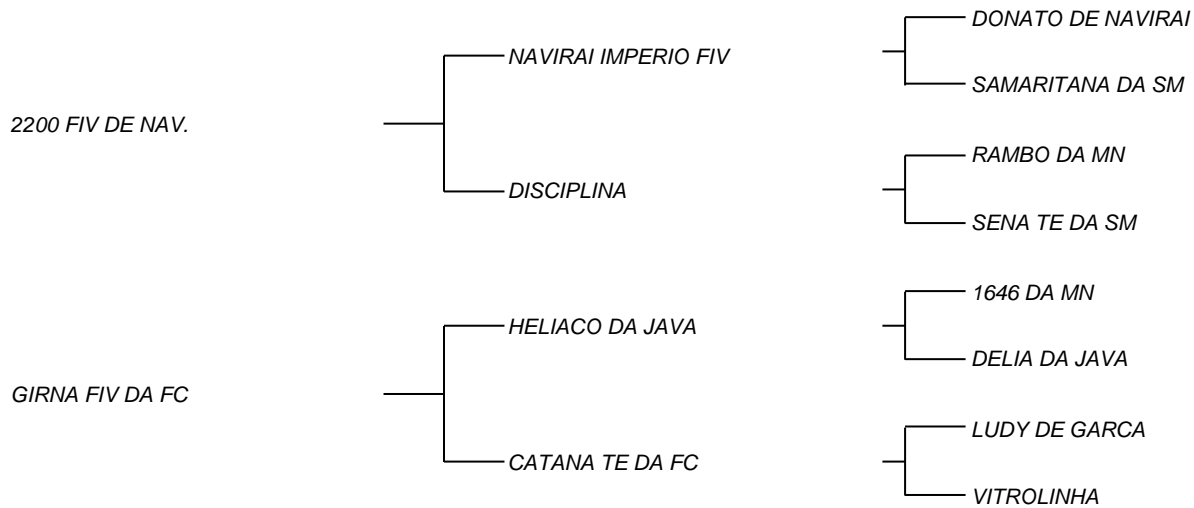 DONATO DE NAVIRAI
NAVIRAI IMPERIO FIV
SAMARITANA DA SM
2200 FIV DE NAV.
RAMBO DA MN
DISCIPLINA
SENA TE DA SM
1646 DA MN
HELIACO DA JAVA
DELIA DA JAVA
GIRNA FIV DA FC
LUDY DE GARCA
CATANA TE DA FC
VITROLINHA